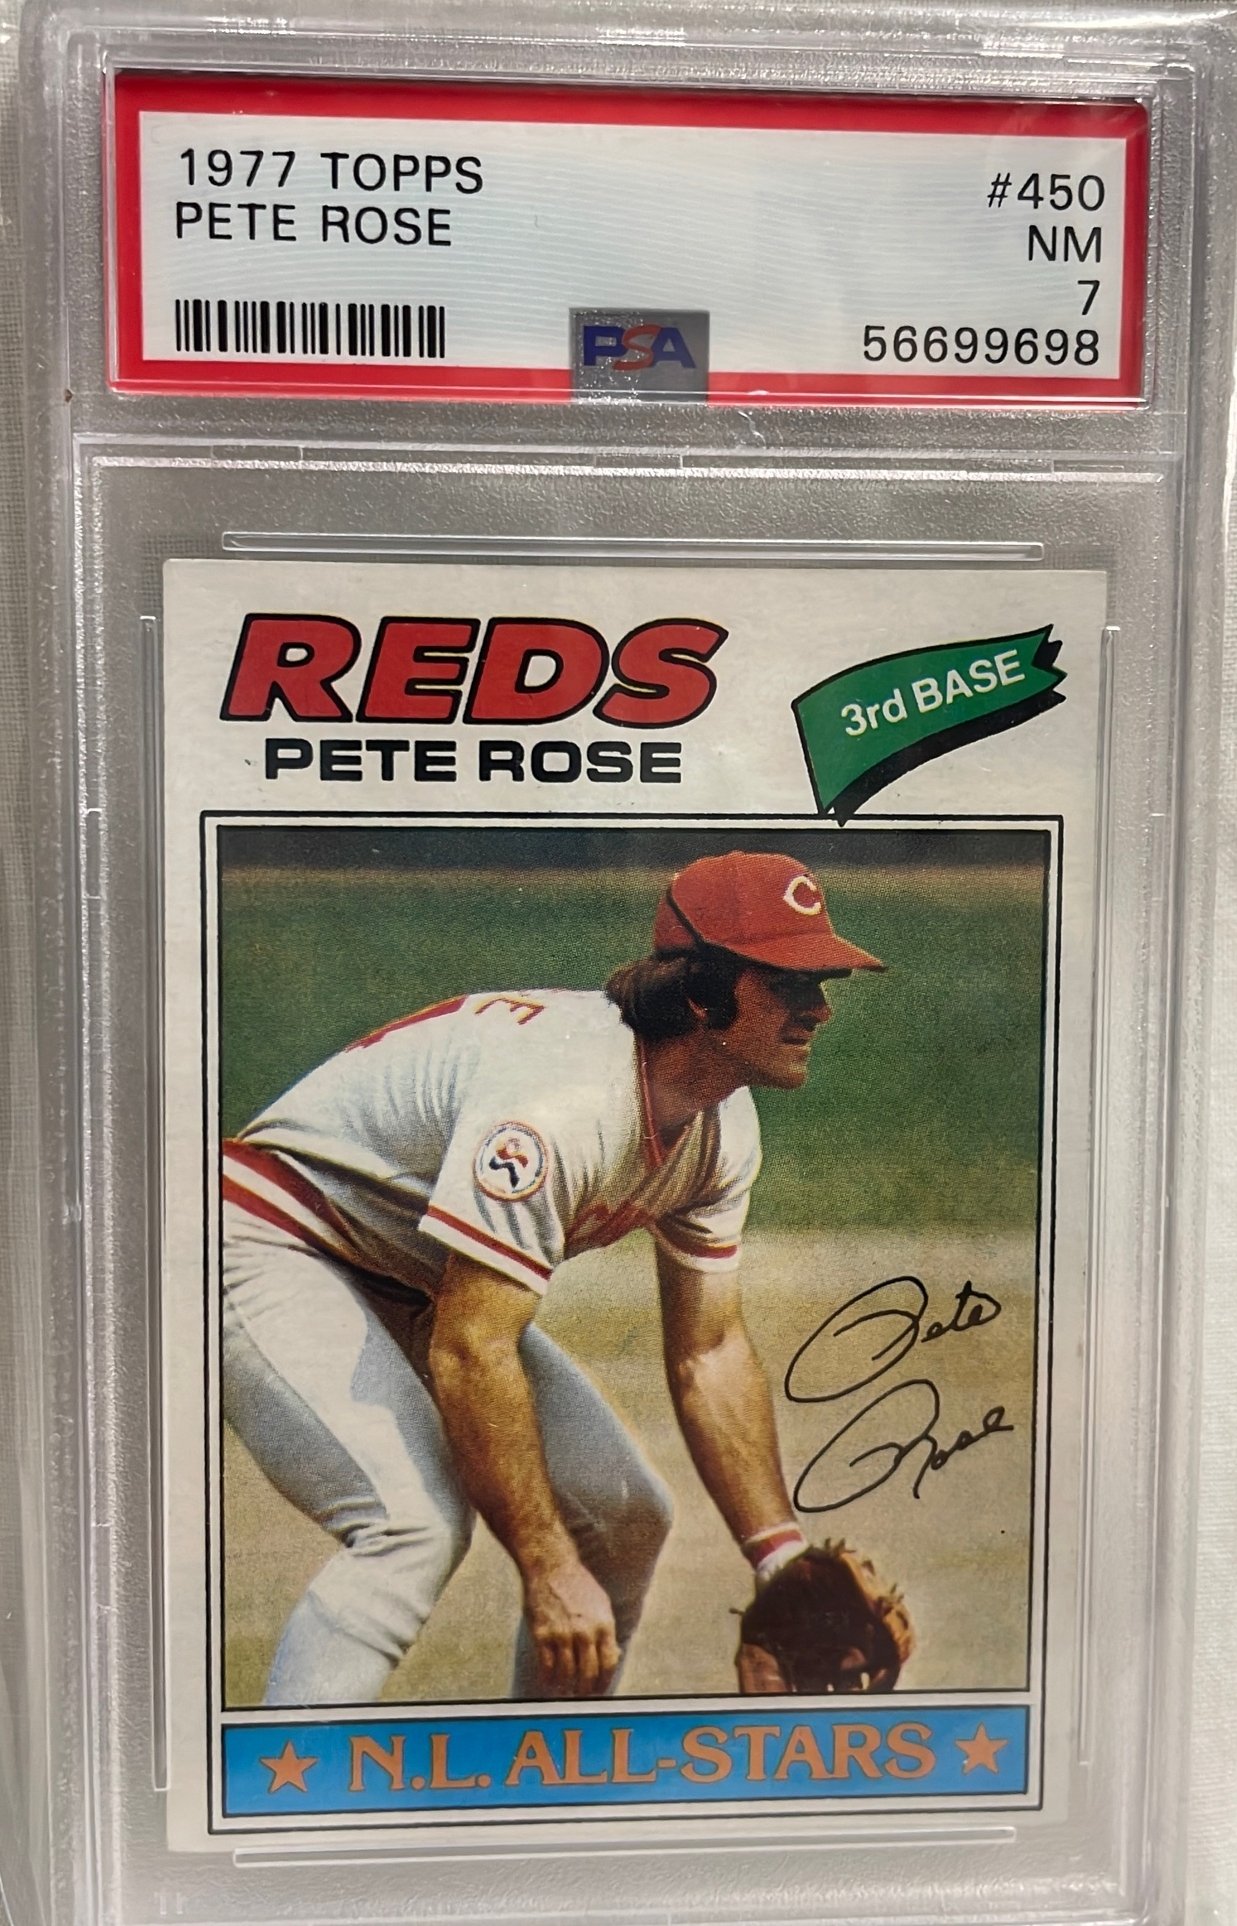 1977 TOPPS #450
PETE ROSE NM
7
PSA 56699698
REDS
3rd BASE
PETE ROSE
C
E
Pete
Rose
★ N.L. ALL-STARS ★